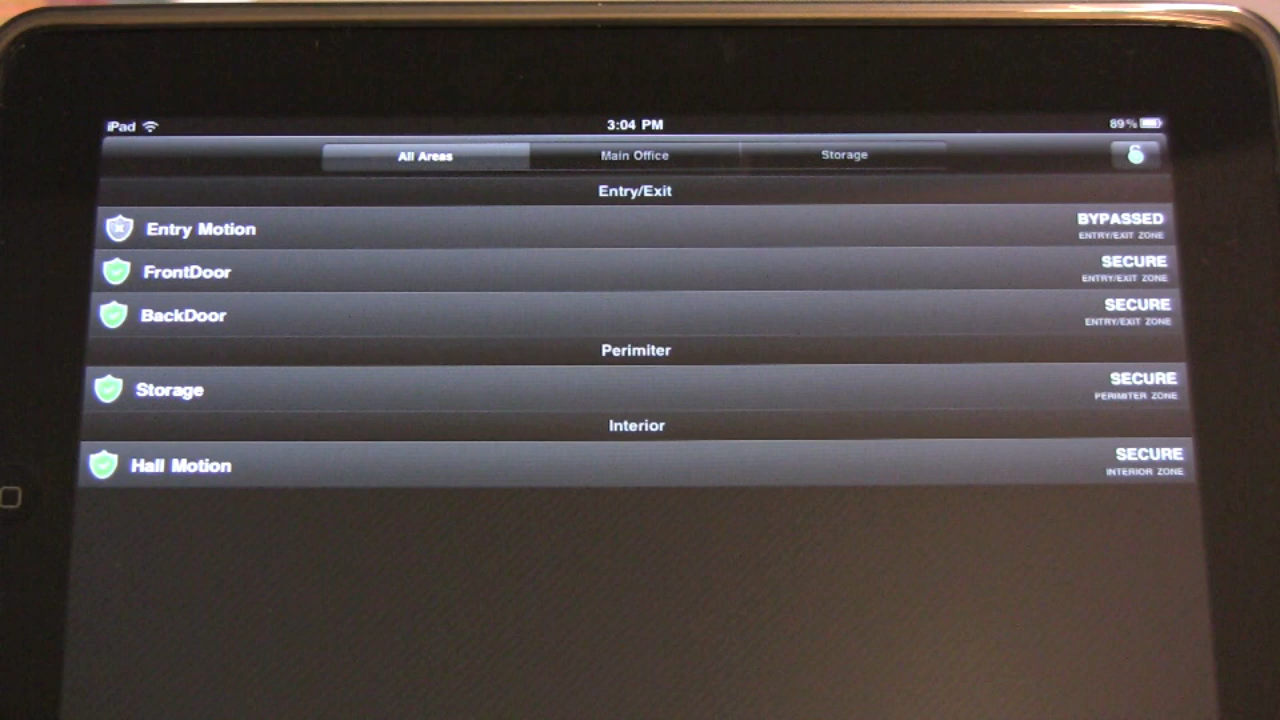 iPad 3:04 PM 89%
All Areas Main Office Storage
Entry/Exit
Entry Motion BYPASSED
ENTRY/EXIT ZONE
FrontDoor SECURE
ENTRY/EXIT ZONE
BackDoor SECURE
ENTRY/EXIT ZONE
Perimiter
Storage SECURE
PERIMITER ZONE
Interior
Hall Motion SECURE
INTERIOR ZONE